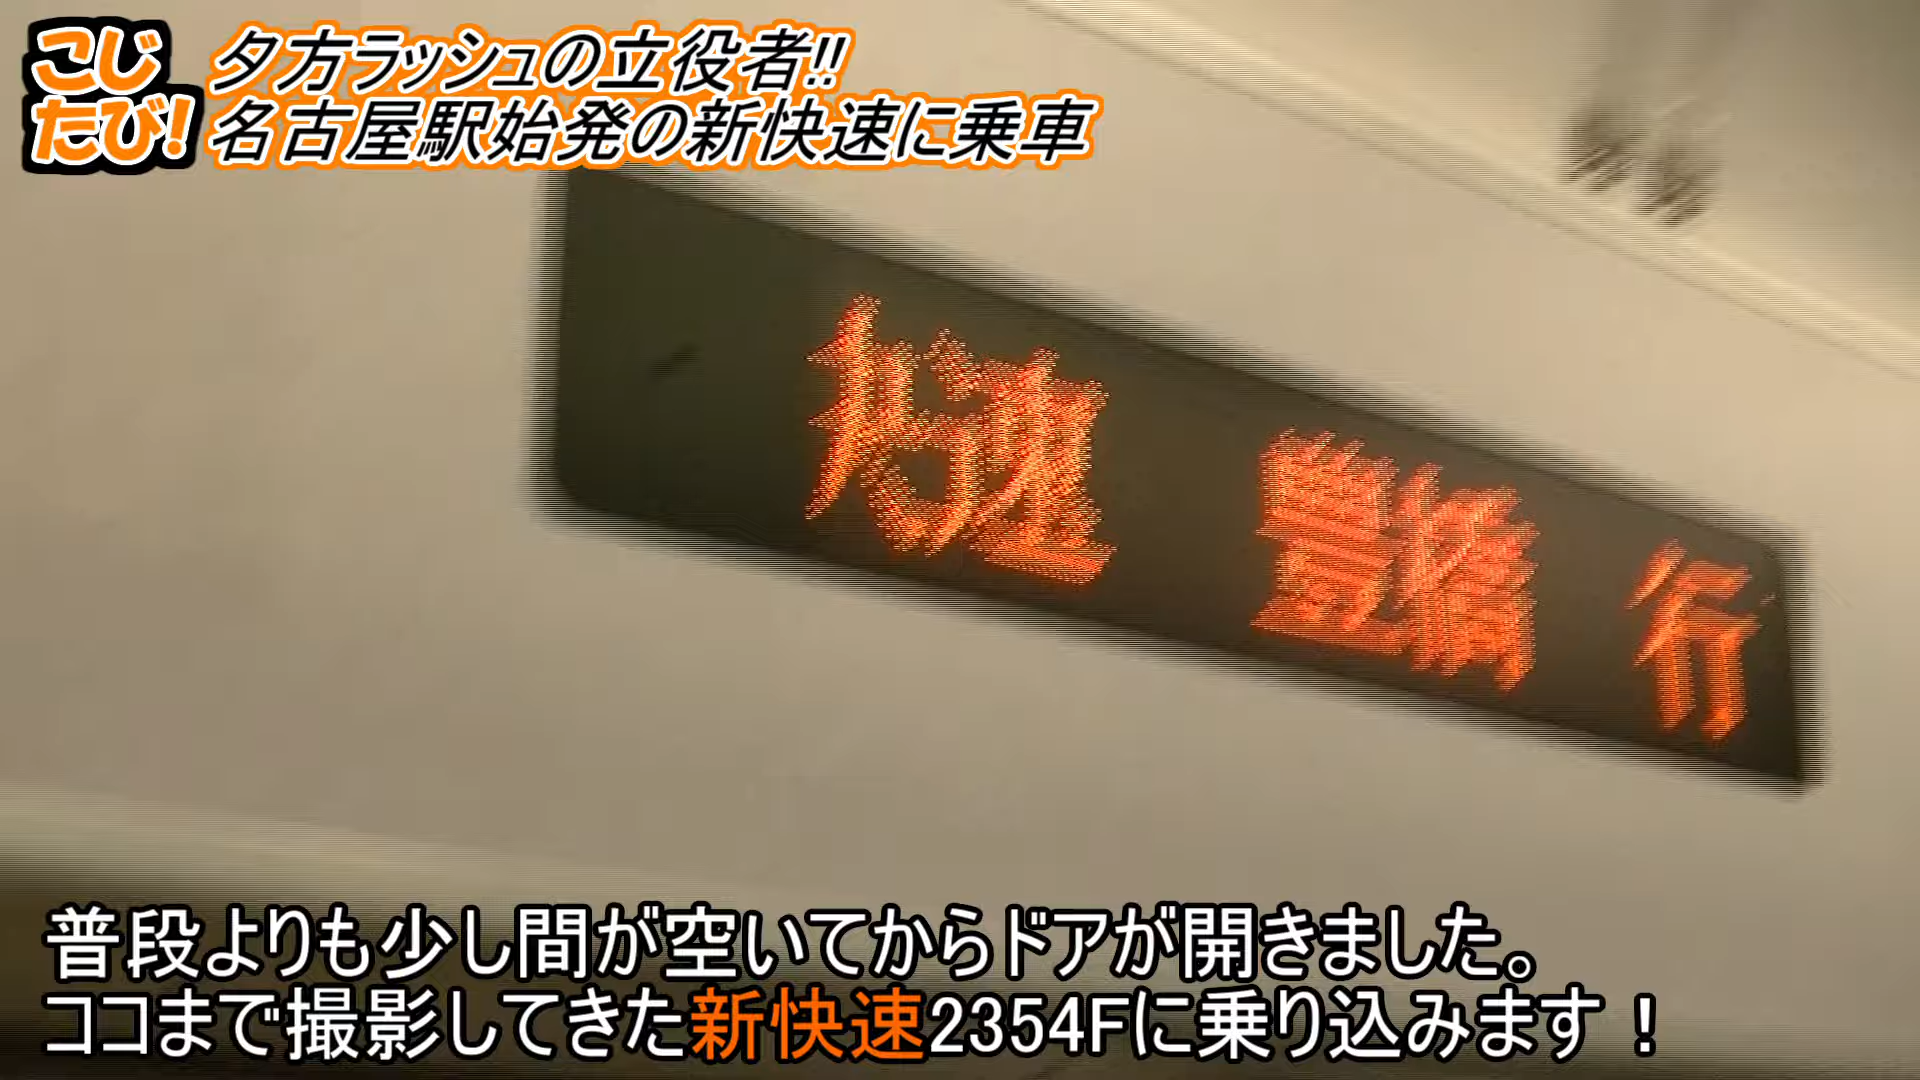 こじ
たび!
夕方ラッシュの立役者!!
名古屋駅始発の新快速に乗車
豊橋 行
普段よりも少し間が空いてからドアが開きました。
ココまで撮影してきた新快速2354Fに乗り込みます！